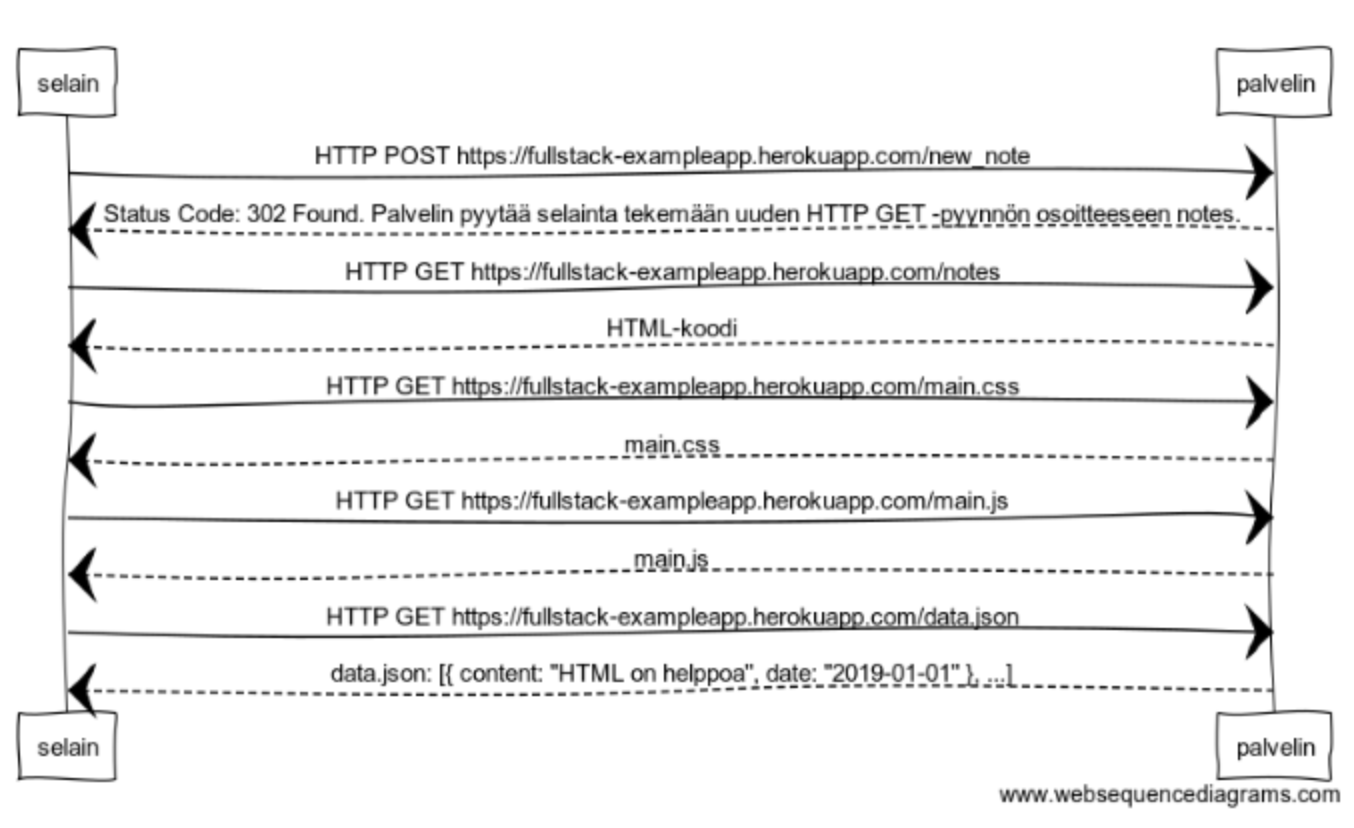 selain palvelin
HTTP POST https://fullstack-exampleapp.herokuapp.com/new_note
Status Code: 302 Found. Palvelin pyytää selainta tekemään uuden HTTP GET -pyynnön osoitteeseen notes.
HTTP GET https://fullstack-exampleapp.herokuapp.com/notes
HTML-koodi
HTTP GET https://fullstack-exampleapp.herokuapp.com/main.css
main.css
HTTP GET https://fullstack-exampleapp.herokuapp.com/main.js
main.js
HTTP GET https://fullstack-exampleapp.herokuapp.com/data.json
data.json: [{ content: "HTML on helppoa", date: "2019-01-01" }, ...]
selain palvelin
www.websequencediagrams.com